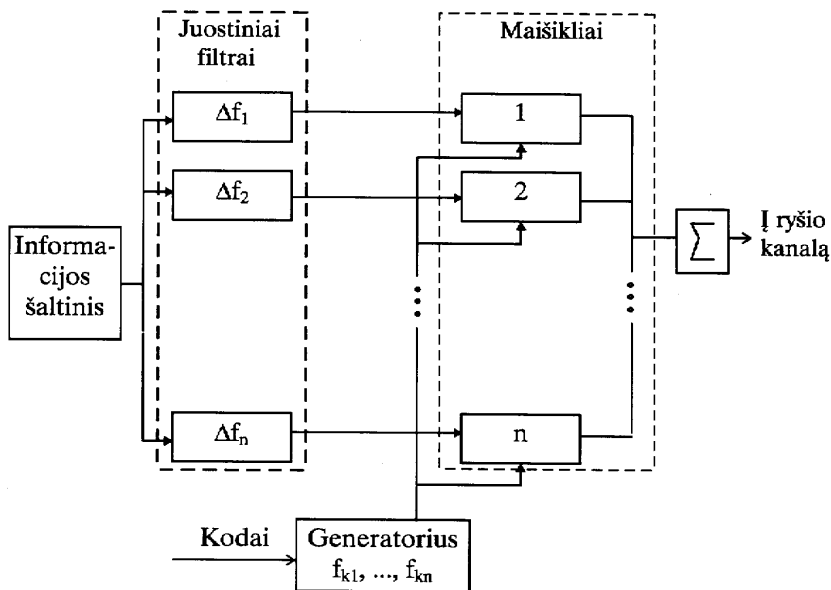 Juostiniai
filtrai
Maišikliai
Δf₁
1
Δf₂
2
Informa-
cijos
šaltinis
∑
Į ryšio
kanalą
Δfₙ
n
Kodai
Generatorius
fₖ₁, ..., fₖₙ